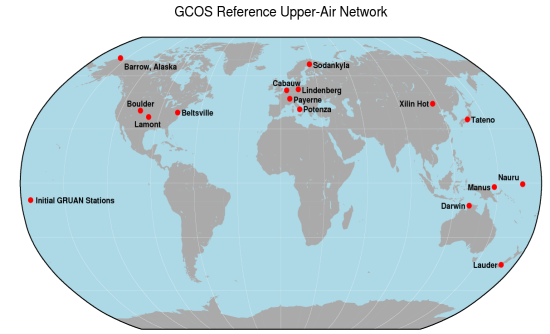 GCOS Reference Upper-Air Network
Barrow, Alaska
Sodankyla
Cabauw
Lindenberg
Payerne
Potenza
Xilin Hot
Boulder
Beltsville
Lamont
Tateno
Nauru
Manus
Initial GRUAN Stations
Darwin
Lauder